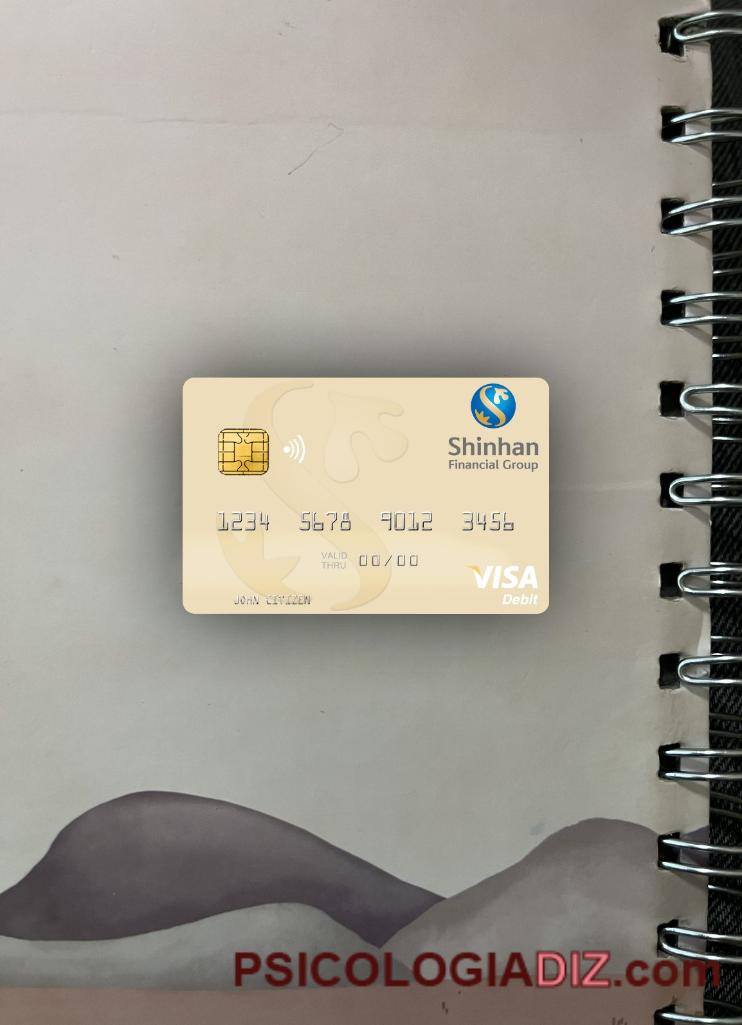 Shinhan
Financial Group
1234 5678 9012 3456
VALID
THRU 00/00
VISA
Debit
JOHN CITIZEN
PSICOLOGIADIZ.com